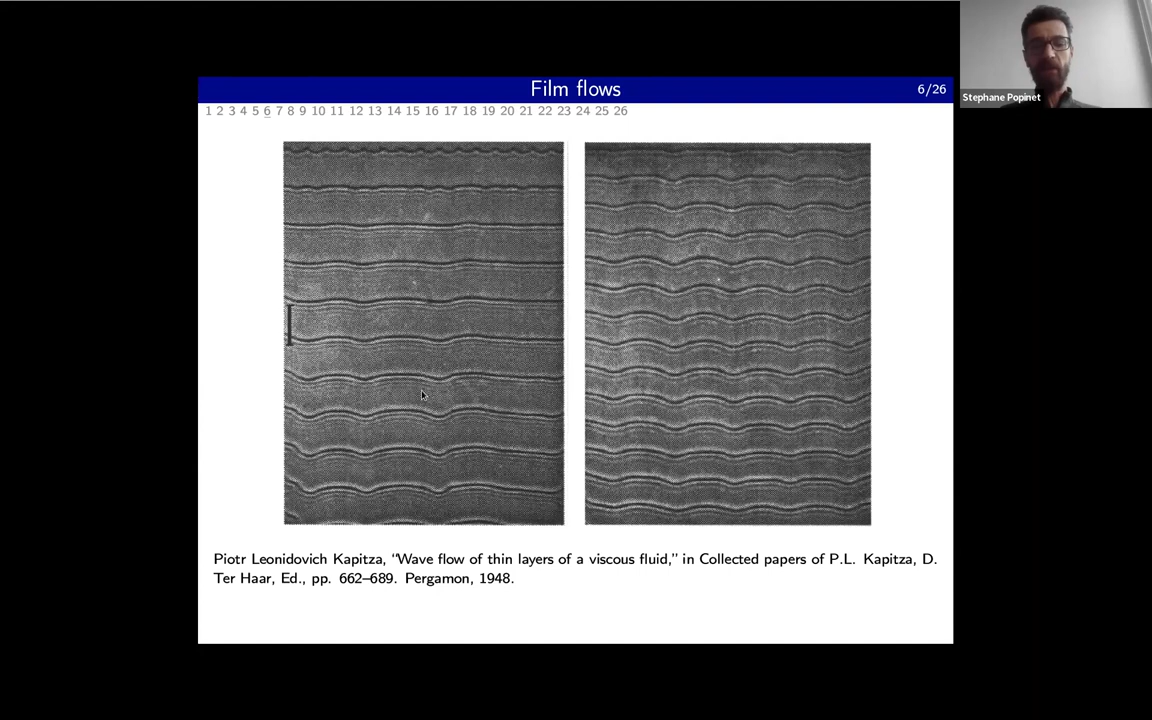 Film flows
6/26
1 2 3 4 5 6 7 8 9 10 11 12 13 14 15 16 17 18 19 20 21 22 23 24 25 26
Stephane Popinet
Piotr Leonidovich Kapitza, “Wave flow of thin layers of a viscous fluid,” in Collected papers of P.L. Kapitza, D.
Ter Haar, Ed., pp. 662–689. Pergamon, 1948.